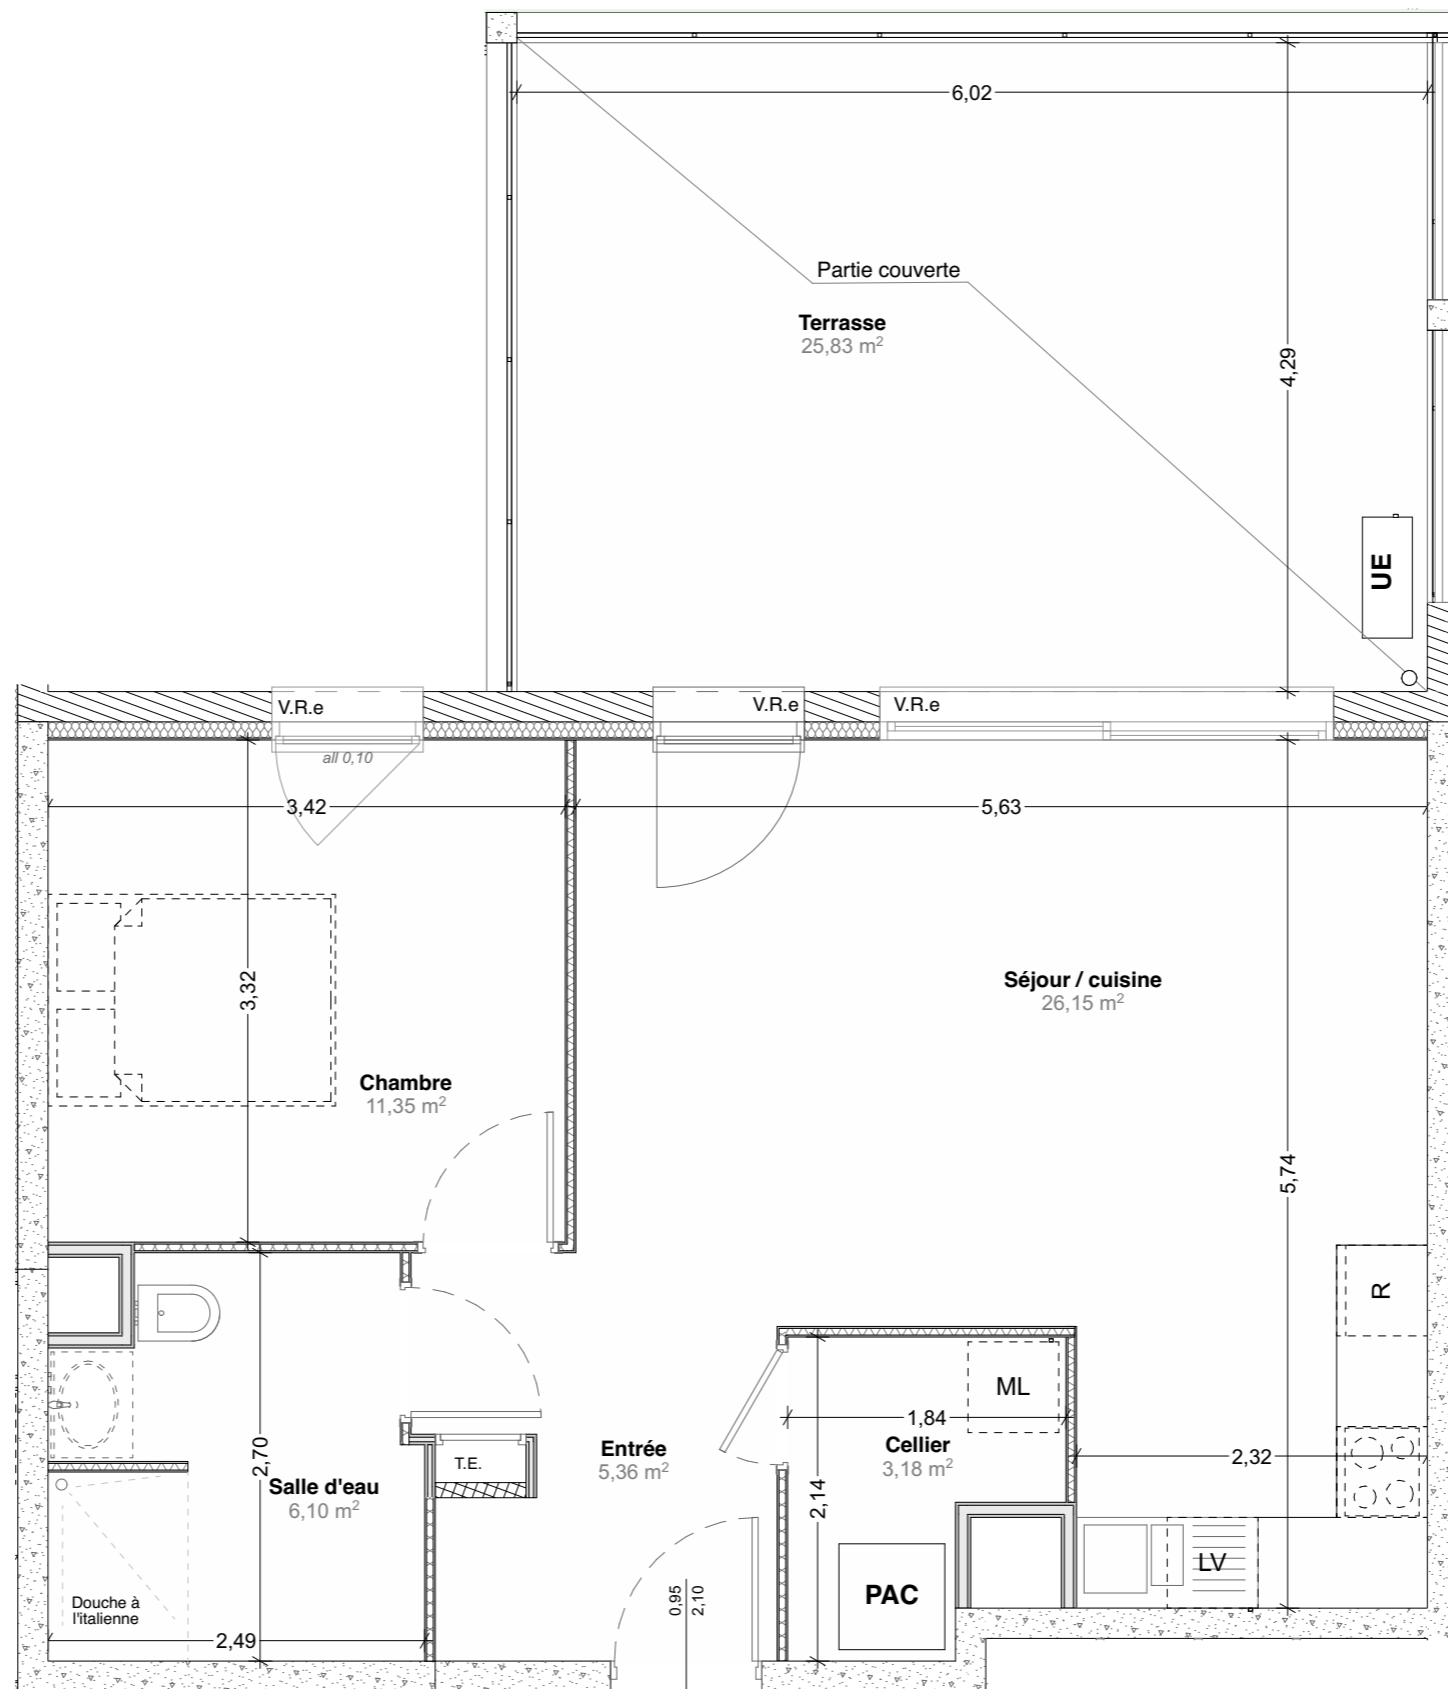 6,02
Partie couverte
Terrasse
25,83 m²
4,29
UE
V.R.e
V.R.e
V.R.e
all 0,10
3,42
5,63
3,32
Séjour / cuisine
26,15 m²
Chambre
11,35 m²
5,74
R
ML
1,84
Cellier
3,18 m²
2,32
Entrée
5,36 m²
T.E.
2,70
Salle d'eau
6,10 m²
2,14
LV
PAC
0,95
2,10
Douche à
l'italienne
2,49